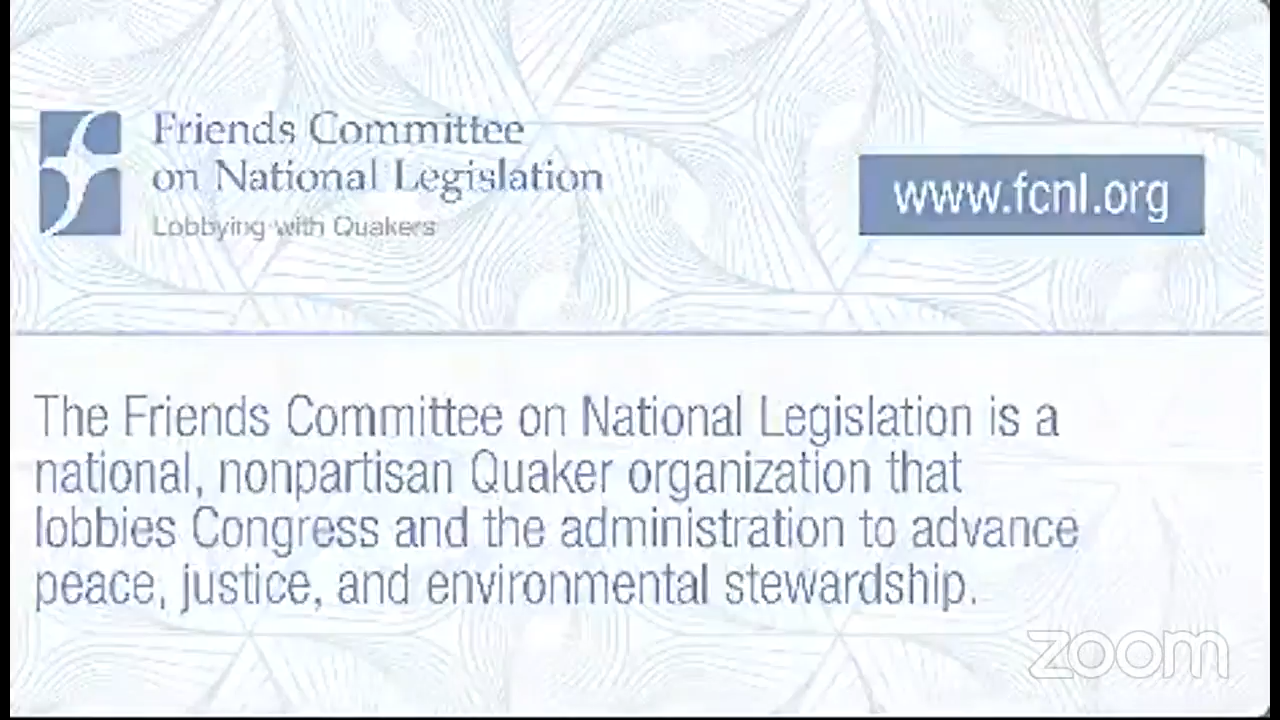 Friends Committee
on National Legislation
Lobbying with Quakers
www.fcnl.org
The Friends Committee on National Legislation is a
national, nonpartisan Quaker organization that
lobbies Congress and the administration to advance
peace, justice, and environmental stewardship.
zoom